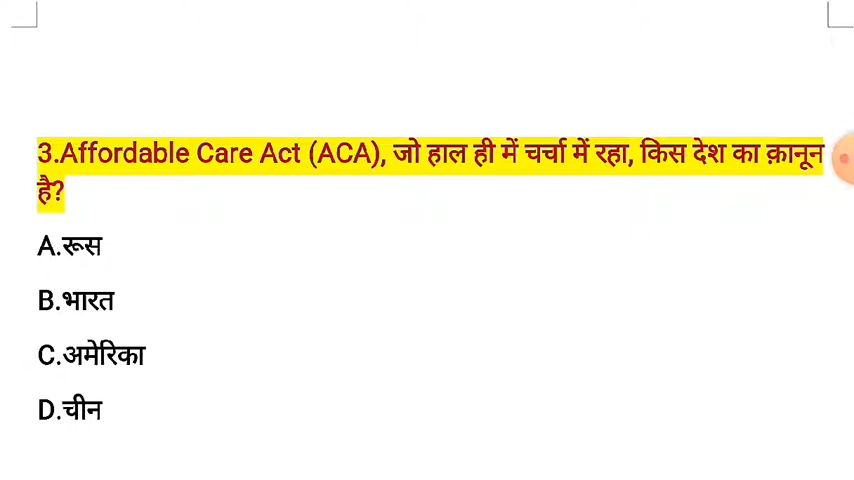 3.Affordable Care Act (ACA), जो हाल ही में चर्चा में रहा, किस देश का क़ानून
है?
A.रूस
B.भारत
C.अमेरिका
D.चीन